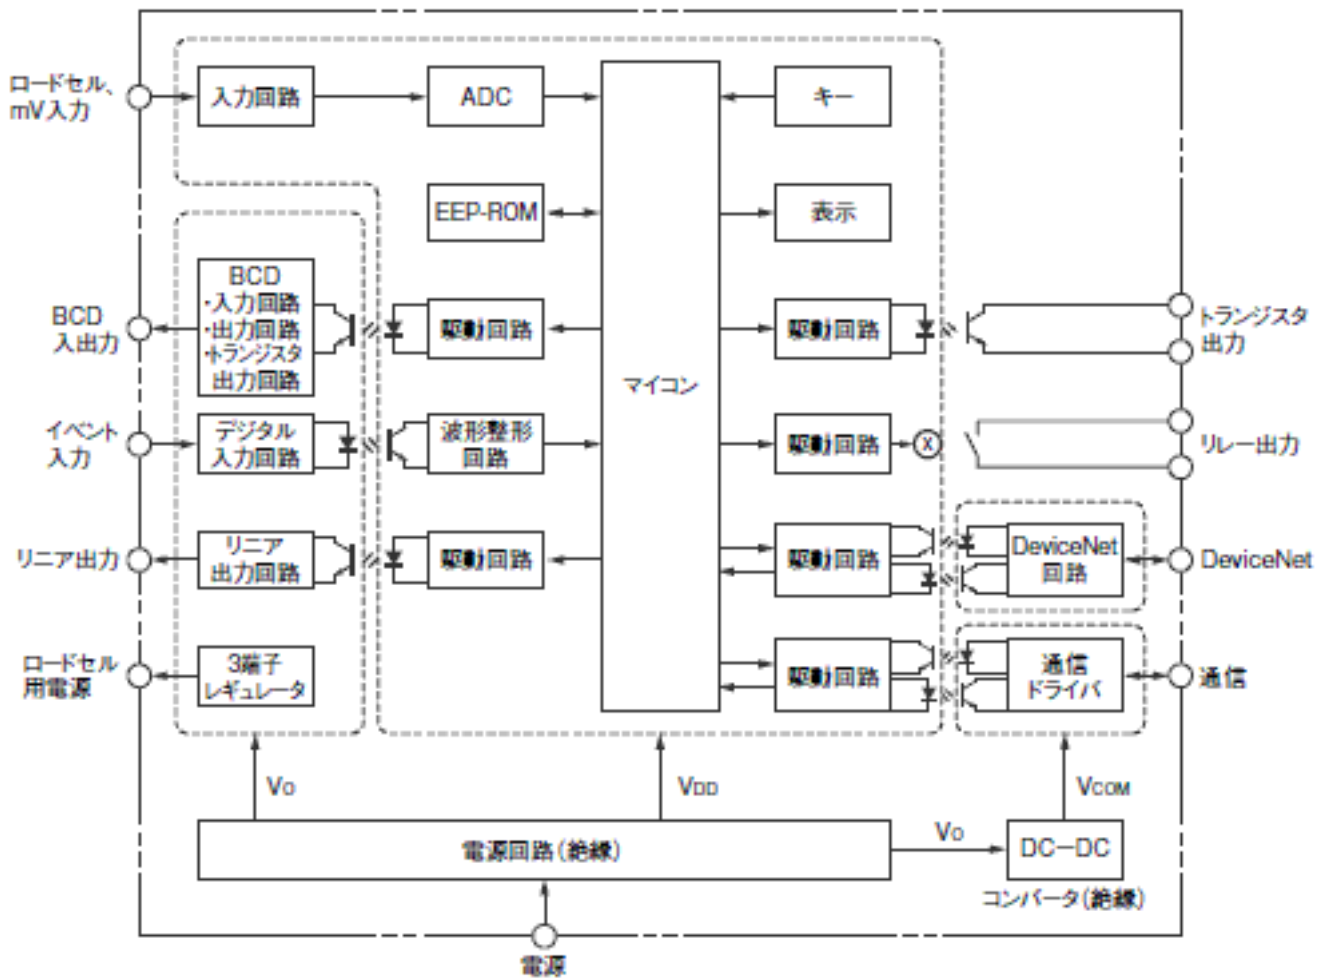 ロードセル、
mV入力
入力回路
ADC
キー
EEP-ROM
表示
BCD
入出力
BCD
・入力回路
・出力回路
・トランジスタ
出力回路
駆動回路
マイコン
駆動回路
トランジスタ
出力
イベント
入力
デジタル
入力回路
波形整形
回路
駆動回路
X
リレー出力
リニア出力
リニア
出力回路
駆動回路
駆動回路
DeviceNet
回路
DeviceNet
ロードセル
用電源
3端子
レギュレータ
駆動回路
通信
ドライバ
通信
VO
VDD
VCOM
電源回路(絶縁)
VO
DC－DC
コンバータ(絶縁)
電源